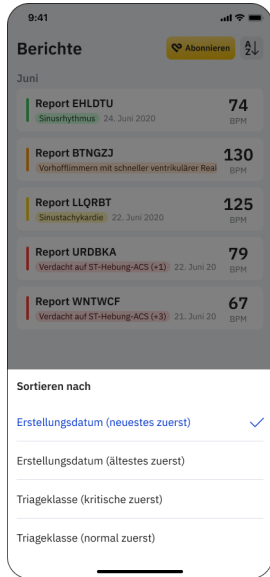 9:41
Berichte
Abonnieren
A Z
Juni
Report EHLDTU
Sinusrhythmus 24. Juni 2020
74
BPM
Report BTNGZJ
Vorhofflimmern mit schneller ventrikulärer Real
130
BPM
Report LLQRBT
Sinustachykardie 22. Juni 2020
125
BPM
Report URDBKA
Verdacht auf ST-Hebung-ACS (+1) 22. Juni 20
79
BPM
Report WNTWCF
Verdacht auf ST-Hebung-ACS (+3) 21. Juni 20
67
BPM
Sortieren nach
Erstellungsdatum (neuestes zuerst)
Erstellungsdatum (ältestes zuerst)
Triageklasse (kritische zuerst)
Triageklasse (normal zuerst)